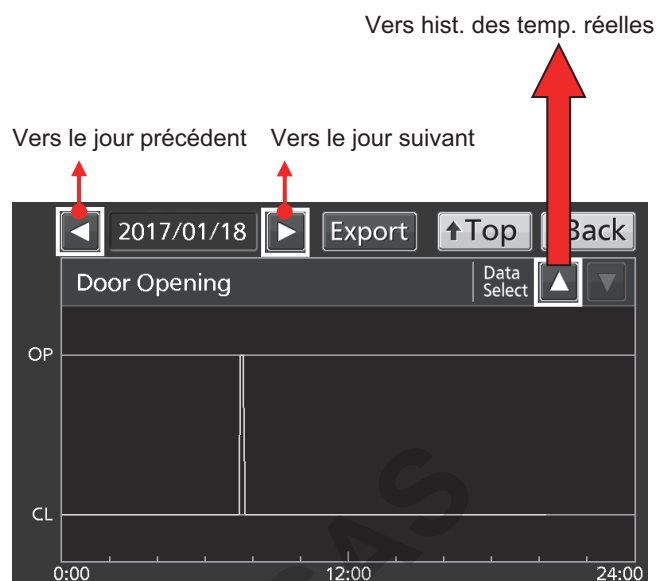 Vers hist. des temp. réelles
Vers le jour précédent Vers le jour suivant
2017/01/18 Export Top Back
Door Opening Data Select
OP
CL
0:00 12:00 24:00